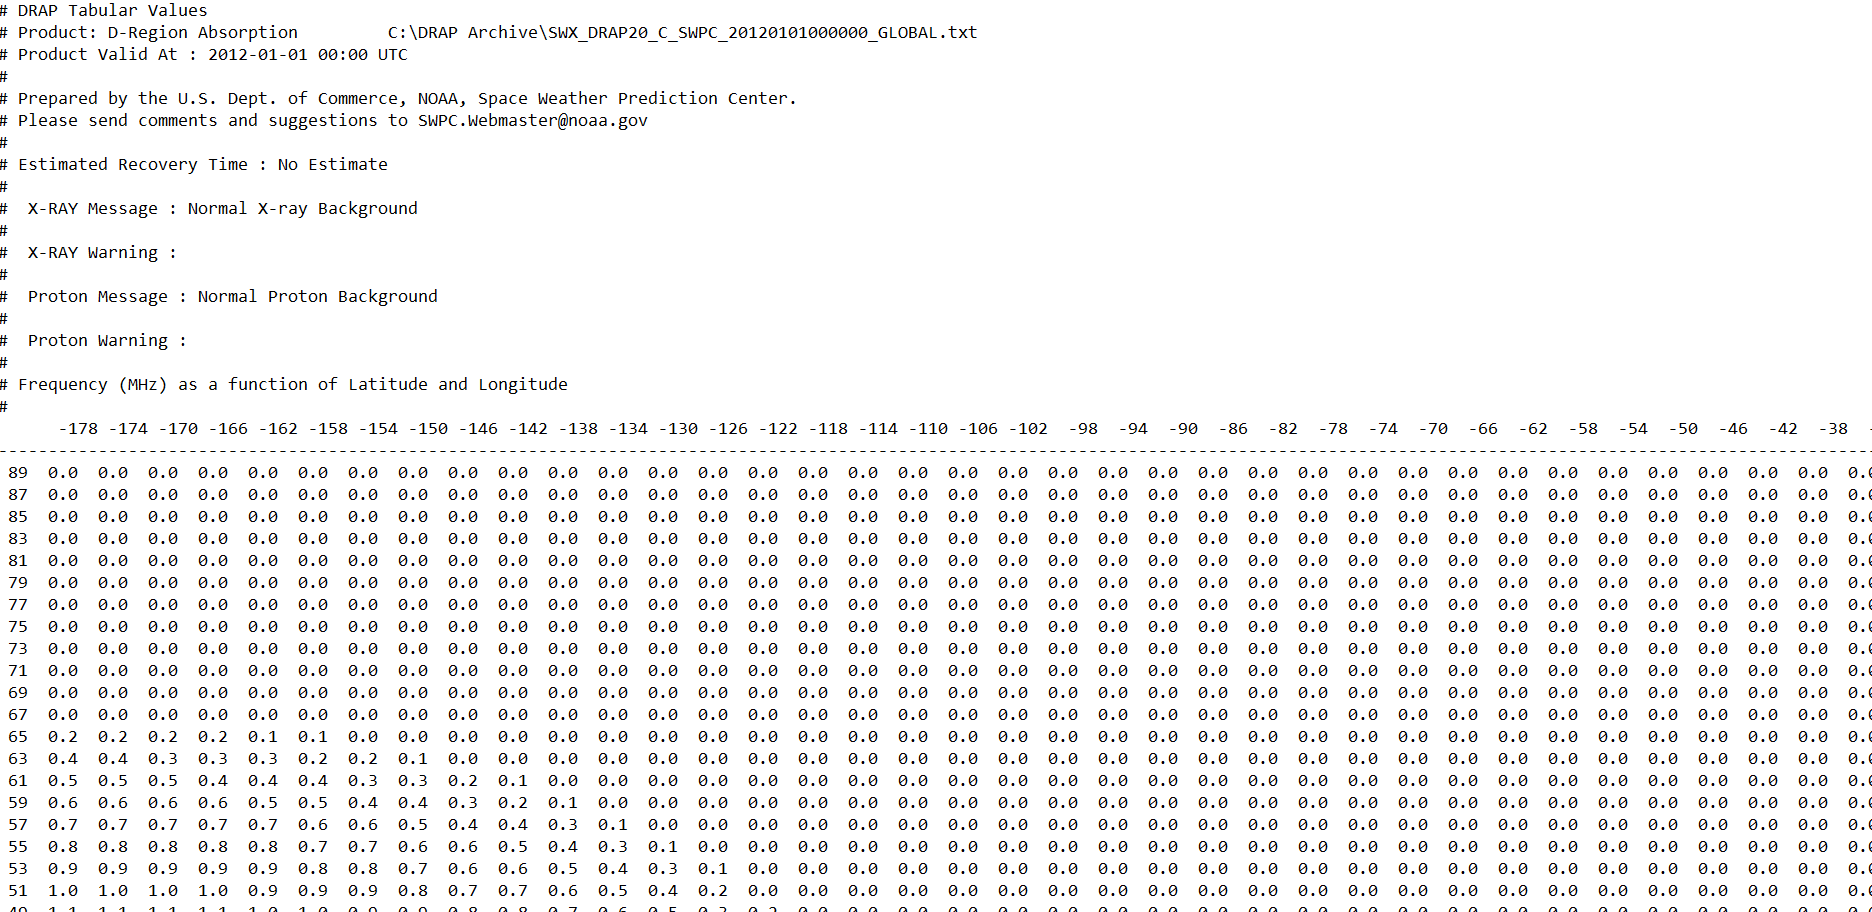 # DRAP Tabular Values
# Product: D-Region Absorption C:\DRAP Archive\SWX_DRAP20_C_SWPC_20120101000000_GLOBAL.txt
# Product Valid At : 2012-01-01 00:00 UTC
#
# Prepared by the U.S. Dept. of Commerce, NOAA, Space Weather Prediction Center.
# Please send comments and suggestions to SWPC.Webmaster@noaa.gov
#
# Estimated Recovery Time : No Estimate
#
# X-RAY Message : Normal X-ray Background
#
# X-RAY Warning :
#
# Proton Message : Normal Proton Background
#
# Proton Warning :
#
# Frequency (MHz) as a function of Latitude and Longitude
#
-178 -174 -170 -166 -162 -158 -154 -150 -146 -142 -138 -134 -130 -126 -122 -118 -114 -110 -106 -102 -98 -94 -90 -86 -82 -78 -74 -70 -66 -62 -58 -54 -50 -46 -42 -38
89 0.0 0.0 0.0 0.0 0.0 0.0 0.0 0.0 0.0 0.0 0.0 0.0 0.0 0.0 0.0 0.0 0.0 0.0 0.0 0.0 0.0 0.0 0.0 0.0 0.0 0.0 0.0 0.0 0.0 0.0 0.0 0.0 0.0 0.0 0.0 0.0
87 0.0 0.0 0.0 0.0 0.0 0.0 0.0 0.0 0.0 0.0 0.0 0.0 0.0 0.0 0.0 0.0 0.0 0.0 0.0 0.0 0.0 0.0 0.0 0.0 0.0 0.0 0.0 0.0 0.0 0.0 0.0 0.0 0.0 0.0 0.0 0.0
85 0.0 0.0 0.0 0.0 0.0 0.0 0.0 0.0 0.0 0.0 0.0 0.0 0.0 0.0 0.0 0.0 0.0 0.0 0.0 0.0 0.0 0.0 0.0 0.0 0.0 0.0 0.0 0.0 0.0 0.0 0.0 0.0 0.0 0.0 0.0 0.0
83 0.0 0.0 0.0 0.0 0.0 0.0 0.0 0.0 0.0 0.0 0.0 0.0 0.0 0.0 0.0 0.0 0.0 0.0 0.0 0.0 0.0 0.0 0.0 0.0 0.0 0.0 0.0 0.0 0.0 0.0 0.0 0.0 0.0 0.0 0.0 0.0
81 0.0 0.0 0.0 0.0 0.0 0.0 0.0 0.0 0.0 0.0 0.0 0.0 0.0 0.0 0.0 0.0 0.0 0.0 0.0 0.0 0.0 0.0 0.0 0.0 0.0 0.0 0.0 0.0 0.0 0.0 0.0 0.0 0.0 0.0 0.0 0.0
79 0.0 0.0 0.0 0.0 0.0 0.0 0.0 0.0 0.0 0.0 0.0 0.0 0.0 0.0 0.0 0.0 0.0 0.0 0.0 0.0 0.0 0.0 0.0 0.0 0.0 0.0 0.0 0.0 0.0 0.0 0.0 0.0 0.0 0.0 0.0 0.0
77 0.0 0.0 0.0 0.0 0.0 0.0 0.0 0.0 0.0 0.0 0.0 0.0 0.0 0.0 0.0 0.0 0.0 0.0 0.0 0.0 0.0 0.0 0.0 0.0 0.0 0.0 0.0 0.0 0.0 0.0 0.0 0.0 0.0 0.0 0.0 0.0
75 0.0 0.0 0.0 0.0 0.0 0.0 0.0 0.0 0.0 0.0 0.0 0.0 0.0 0.0 0.0 0.0 0.0 0.0 0.0 0.0 0.0 0.0 0.0 0.0 0.0 0.0 0.0 0.0 0.0 0.0 0.0 0.0 0.0 0.0 0.0 0.0
73 0.0 0.0 0.0 0.0 0.0 0.0 0.0 0.0 0.0 0.0 0.0 0.0 0.0 0.0 0.0 0.0 0.0 0.0 0.0 0.0 0.0 0.0 0.0 0.0 0.0 0.0 0.0 0.0 0.0 0.0 0.0 0.0 0.0 0.0 0.0 0.0
71 0.0 0.0 0.0 0.0 0.0 0.0 0.0 0.0 0.0 0.0 0.0 0.0 0.0 0.0 0.0 0.0 0.0 0.0 0.0 0.0 0.0 0.0 0.0 0.0 0.0 0.0 0.0 0.0 0.0 0.0 0.0 0.0 0.0 0.0 0.0 0.0
69 0.0 0.0 0.0 0.0 0.0 0.0 0.0 0.0 0.0 0.0 0.0 0.0 0.0 0.0 0.0 0.0 0.0 0.0 0.0 0.0 0.0 0.0 0.0 0.0 0.0 0.0 0.0 0.0 0.0 0.0 0.0 0.0 0.0 0.0 0.0 0.0
67 0.0 0.0 0.0 0.0 0.0 0.0 0.0 0.0 0.0 0.0 0.0 0.0 0.0 0.0 0.0 0.0 0.0 0.0 0.0 0.0 0.0 0.0 0.0 0.0 0.0 0.0 0.0 0.0 0.0 0.0 0.0 0.0 0.0 0.0 0.0 0.0
65 0.2 0.2 0.2 0.2 0.1 0.1 0.0 0.0 0.0 0.0 0.0 0.0 0.0 0.0 0.0 0.0 0.0 0.0 0.0 0.0 0.0 0.0 0.0 0.0 0.0 0.0 0.0 0.0 0.0 0.0 0.0 0.0 0.0 0.0 0.0 0.0
63 0.4 0.4 0.3 0.3 0.3 0.2 0.2 0.1 0.0 0.0 0.0 0.0 0.0 0.0 0.0 0.0 0.0 0.0 0.0 0.0 0.0 0.0 0.0 0.0 0.0 0.0 0.0 0.0 0.0 0.0 0.0 0.0 0.0 0.0 0.0 0.0
61 0.5 0.5 0.5 0.4 0.4 0.4 0.3 0.3 0.2 0.1 0.0 0.0 0.0 0.0 0.0 0.0 0.0 0.0 0.0 0.0 0.0 0.0 0.0 0.0 0.0 0.0 0.0 0.0 0.0 0.0 0.0 0.0 0.0 0.0 0.0 0.0
59 0.6 0.6 0.6 0.6 0.5 0.5 0.4 0.4 0.3 0.2 0.1 0.0 0.0 0.0 0.0 0.0 0.0 0.0 0.0 0.0 0.0 0.0 0.0 0.0 0.0 0.0 0.0 0.0 0.0 0.0 0.0 0.0 0.0 0.0 0.0 0.0
57 0.7 0.7 0.7 0.7 0.7 0.6 0.6 0.5 0.4 0.4 0.3 0.1 0.0 0.0 0.0 0.0 0.0 0.0 0.0 0.0 0.0 0.0 0.0 0.0 0.0 0.0 0.0 0.0 0.0 0.0 0.0 0.0 0.0 0.0 0.0 0.0
55 0.8 0.8 0.8 0.8 0.8 0.7 0.7 0.6 0.6 0.5 0.4 0.3 0.1 0.0 0.0 0.0 0.0 0.0 0.0 0.0 0.0 0.0 0.0 0.0 0.0 0.0 0.0 0.0 0.0 0.0 0.0 0.0 0.0 0.0 0.0 0.0
53 0.9 0.9 0.9 0.9 0.9 0.8 0.8 0.7 0.6 0.6 0.5 0.4 0.3 0.1 0.0 0.0 0.0 0.0 0.0 0.0 0.0 0.0 0.0 0.0 0.0 0.0 0.0 0.0 0.0 0.0 0.0 0.0 0.0 0.0 0.0 0.0
51 1.0 1.0 1.0 1.0 0.9 0.9 0.9 0.8 0.7 0.7 0.6 0.5 0.4 0.2 0.0 0.0 0.0 0.0 0.0 0.0 0.0 0.0 0.0 0.0 0.0 0.0 0.0 0.0 0.0 0.0 0.0 0.0 0.0 0.0 0.0 0.0